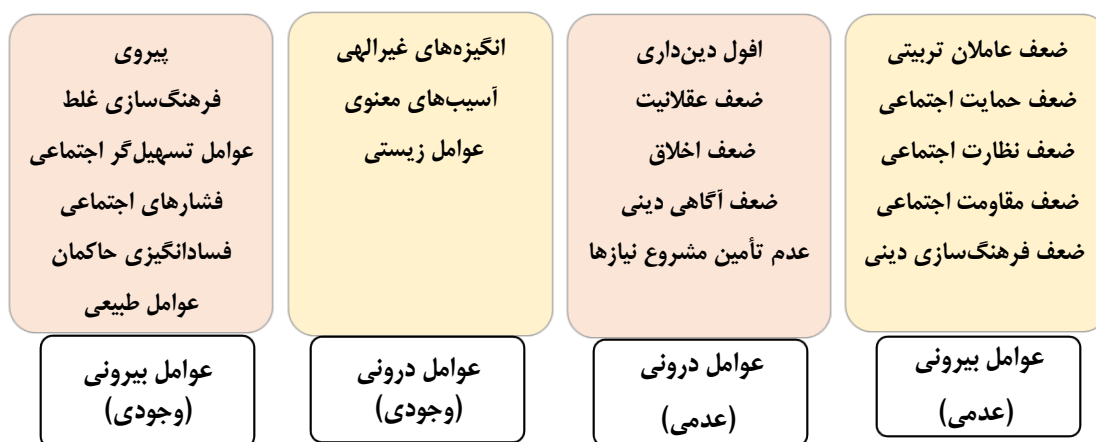 ضعف عاملان تربیتی
ضعف حمایت اجتماعی
ضعف نظارت اجتماعی
ضعف مقاومت اجتماعی
ضعف فرهنگ‌سازی دینی
عوامل بیرونی
(عدمی)
افول دین‌داری
ضعف عقلانیت
ضعف اخلاق
ضعف آگاهی دینی
عدم تأمین مشروع نیازها
عوامل درونی
(عدمی)
انگیزه‌های غیرالهی
آسیب‌های معنوی
عوامل زیستی
عوامل درونی
(وجودی)
پیروی
فرهنگ‌سازی غلط
عوامل تسهیل‌گر اجتماعی
فشارهای اجتماعی
فسادانگیزی حاکمان
عوامل طبیعی
عوامل بیرونی
(وجودی)